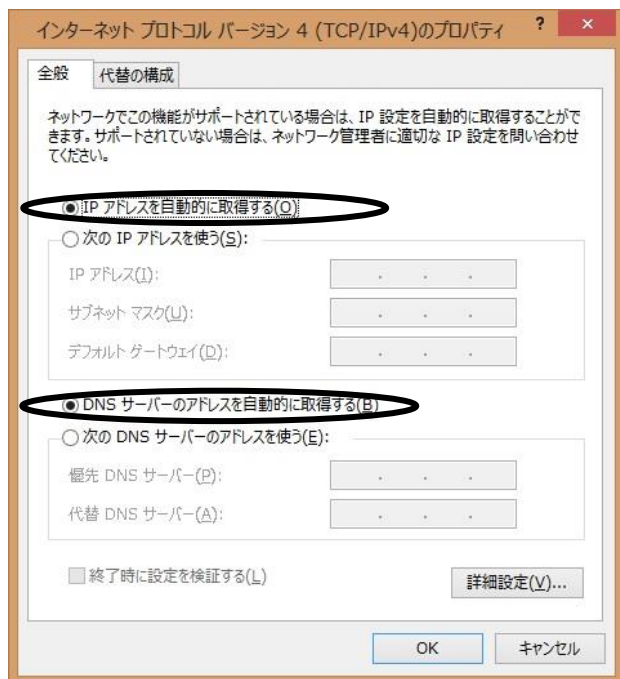 インターネット プロトコル バージョン 4 (TCP/IPv4)のプロパティ ? ×
全般 代替の構成
ネットワークでこの機能がサポートされている場合は、IP 設定を自動的に取得することがで
きます。サポートされていない場合は、ネットワーク管理者に適切な IP 設定を問い合わせ
てください。
IP アドレスを自動的に取得する(O)
次の IP アドレスを使う(S):
IP アドレス(I):
サブネット マスク(U):
デフォルト ゲートウェイ(D):
DNS サーバーのアドレスを自動的に取得する(B)
次の DNS サーバーのアドレスを使う(E):
優先 DNS サーバー(P):
代替 DNS サーバー(A):
終了時に設定を検証する(L)
詳細設定(V)...
OK キャンセル